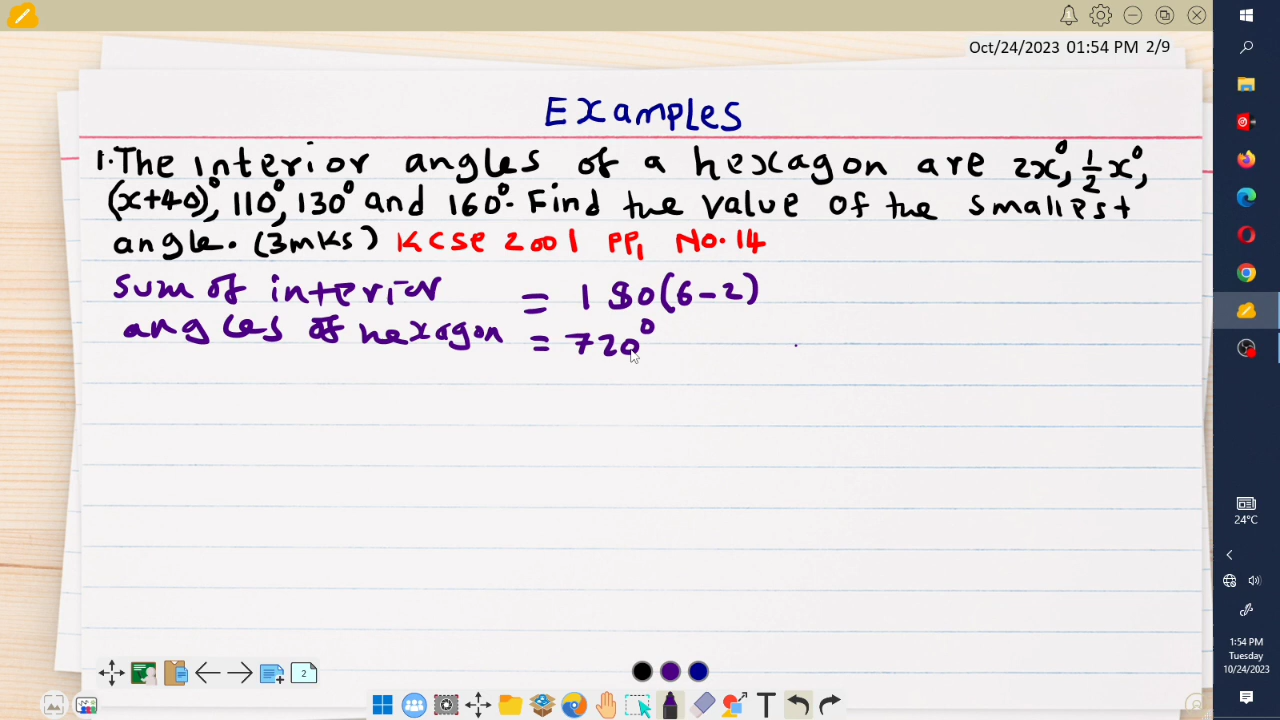 Oct/24/2023 01:54 PM 2/9
Examples
1. The interior angles of a hexagon are 2x°, 1/2x°,
(x+40)°, 110°, 130° and 160°. Find the value of the smallest
angle. (3mks) KCSE 2001 PP1 No. 14
Sum of interior = 180(6-2)
angles of hexagon = 720°
24°C
1:54 PM
Tuesday
10/24/2023
2
T